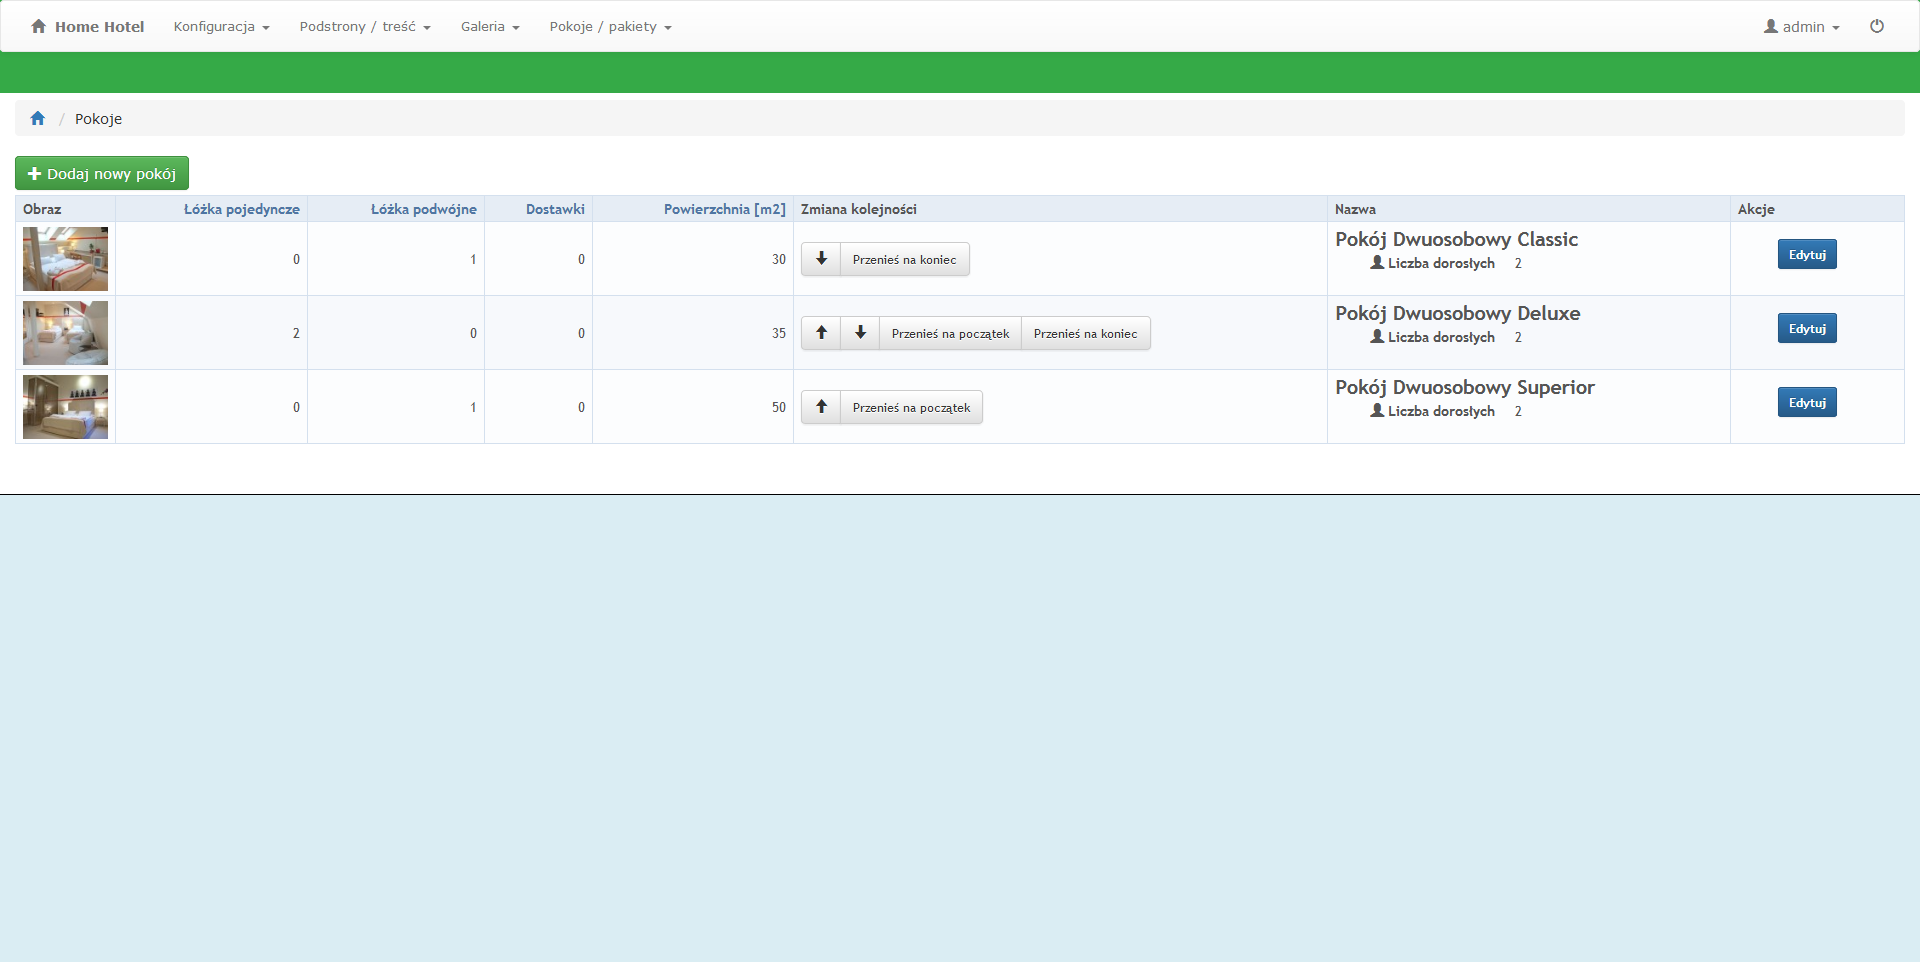 Home Hotel Konfiguracja Podstrony / treść Galeria Pokoje / pakiety admin
/ Pokoje
Dodaj nowy pokój
Obraz Łóżka pojedyncze Łóżka podwójne Dostawki Powierzchnia [m2] Zmiana kolejności Nazwa Akcje
0 1 0 30 Przenieś na koniec Pokój Dwuosobowy Classic Edytuj
Liczba dorosłych 2
2 0 0 35 Przenieś na początek Przenieś na koniec Pokój Dwuosobowy Deluxe Edytuj
Liczba dorosłych 2
0 1 0 50 Przenieś na początek Pokój Dwuosobowy Superior Edytuj
Liczba dorosłych 2